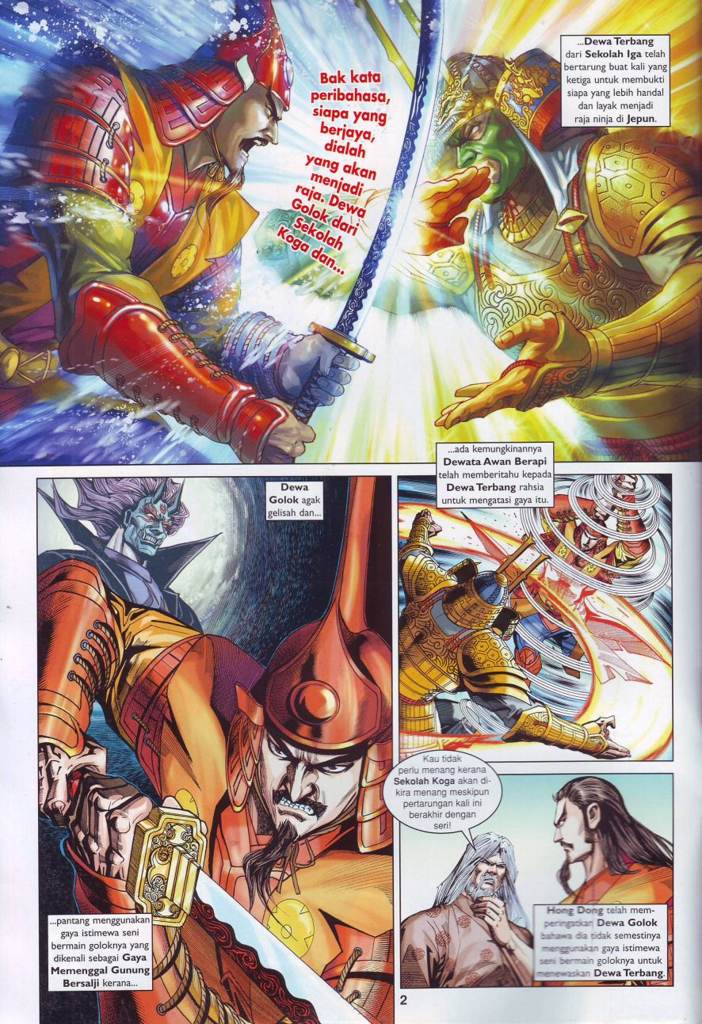 Bak kata
peribahasa,
siapa yang
berjaya,
dialah
yang akan
menjadi
raja. Dewa
Golok dari
Sekolah
Koga dan...
...Dewa Terbang
dari Sekolah Iga telah
bertarung buat kali yang
ketiga untuk membukti
siapa yang lebih handal
dan layak menjadi
raja ninja di Jepun.
Dewa
Golok agak
gelisah dan...
...pantang menggunakan
gaya istimewa seni
bermain goloknya yang
dikenali sebagai Gaya
Memenggal Gunung
Bersalji kerana...
...ada kemungkinannya
Dewata Awan Berapi
telah memberitahu kepada
Dewa Terbang rahsia
untuk mengatasi gaya itu.
Kau tidak
perlu menang kerana
Sekolah Koga akan di-
kira menang meskipun
pertarungan kali ini
berakhir dengan
seri!
Hong Dong telah mem-
peringatkan Dewa Golok
bahawa dia tidak semestinya
menggunakan gaya istimewa
seni bermain goloknya untuk
menewaskan Dewa Terbang.
2